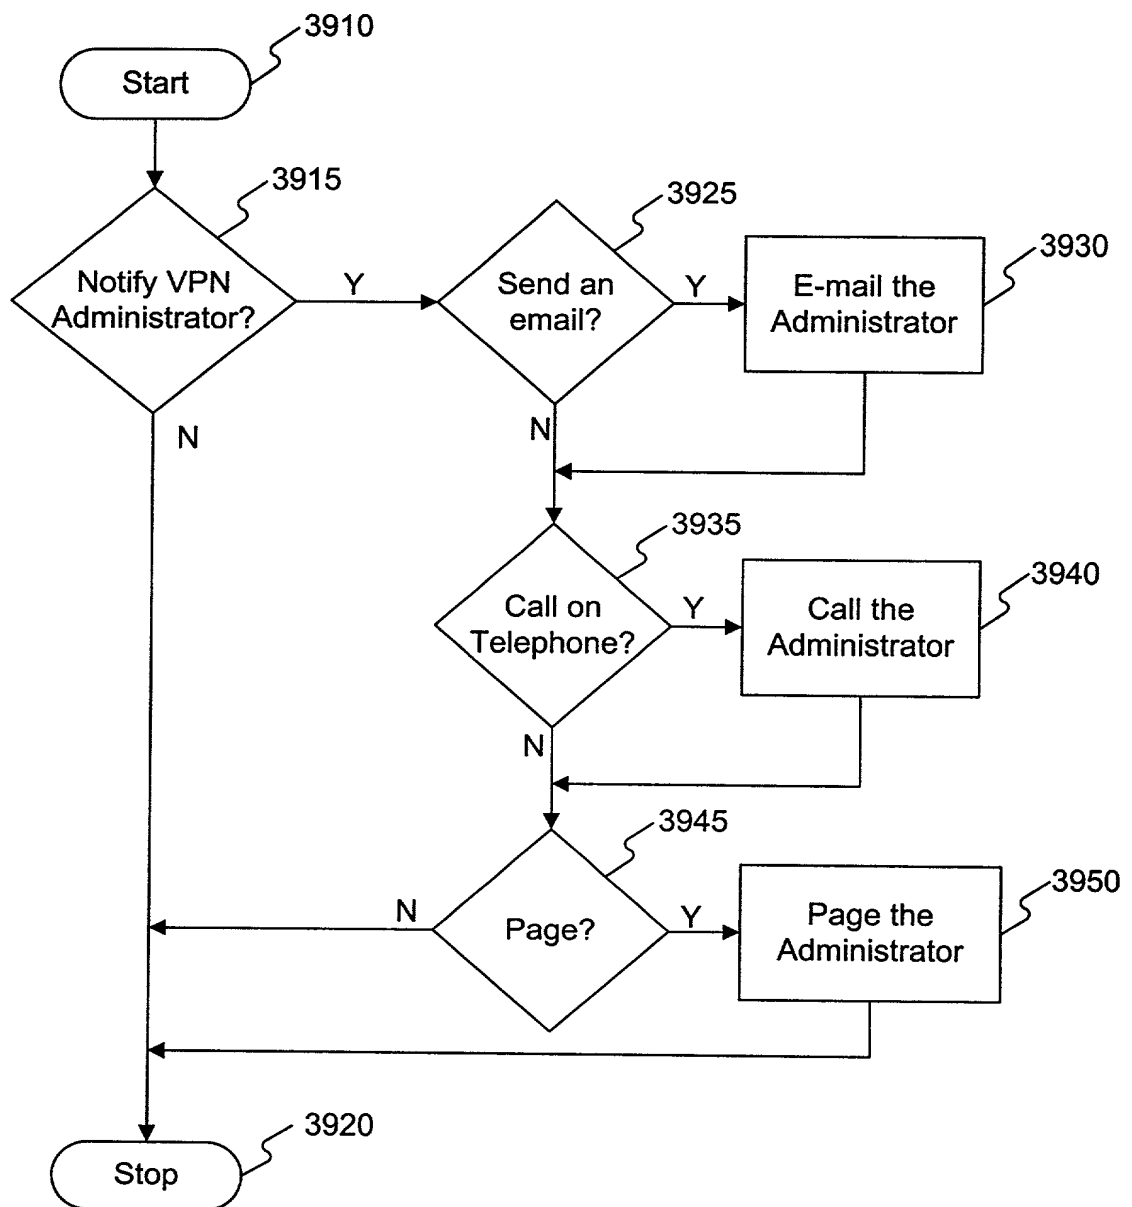 3910
Start
3915
Notify VPN
Administrator?
Y
N
3925
Send an
email?
Y
N
3930
E-mail the
Administrator
3935
Call on
Telephone?
Y
N
3940
Call the
Administrator
3945
Page?
N
Y
3950
Page the
Administrator
3920
Stop